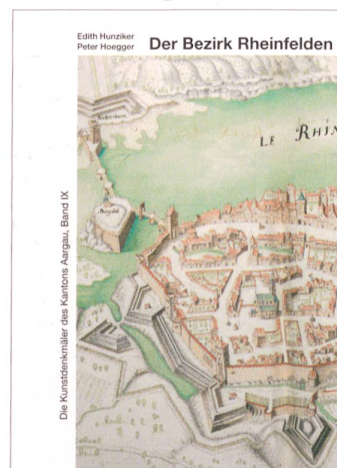 Edith Hunziker
Peter Hoegger
Der Bezirk Rheinfelden
LE RHIN
Die Kunstdenkmäler des Kantons Aargau, Band IX